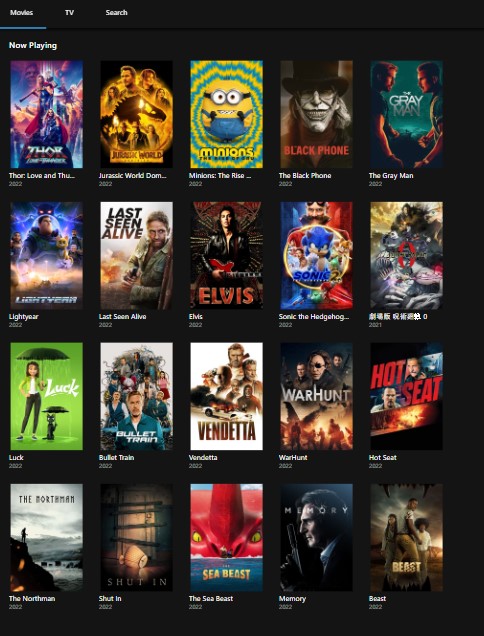 Movies TV Search
Now Playing
THOR
LOVE AND THUNDER
JURASSIC WORLD
MINIONS
THE RISE OF GRU
BLACK PHONE
THE
GRAY
MAN
Thor: Love and Thu... Jurassic World Dom... Minions: The Rise ... The Black Phone The Gray Man
2022 2022 2022 2022 2022
LIGHTYEAR
LAST
SEEN
ALIVE
ELVIS
SONIC
Lightyear Last Seen Alive Elvis Sonic the Hedgehog... 劇場版 呪術廻戦 0
2022 2022 2022 2022 2021
Luck
BULLET
TRAIN
VENDETTA
WARHUNT
HOT
SEAT
Luck Bullet Train Vendetta WarHunt Hot Seat
2022 2022 2022 2022 2022
THE NORTHMAN
SHUT IN
THE
SEA BEAST
MEMORY
BEAST
The Northman Shut In The Sea Beast Memory Beast
2022 2022 2022 2022 2022